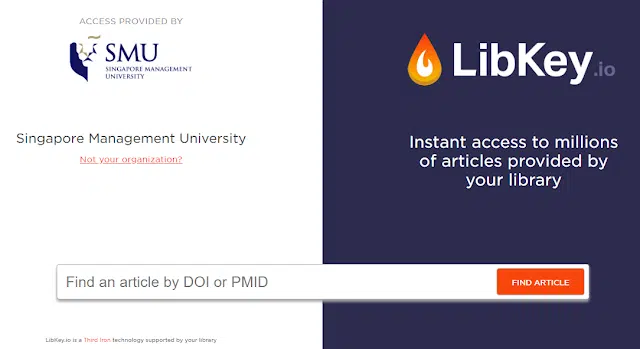 ACCESS PROVIDED BY
SMU
SINGAPORE MANAGEMENT
UNIVERSITY
Singapore Management University
Not your organization?
LibKey.io
Instant access to millions
of articles provided by
your library
Find an article by DOI or PMID
FIND ARTICLE
LibKey.io is a Third Iron technology supported by your library